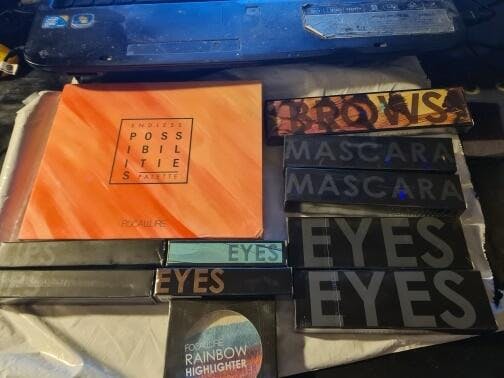 ENDLESS
POSS
IBIL
ITIE
S PALETTE
FOCALLURE
BROWS
MASCARA
MASCARA
EYES
EYES
EYES
EYES
FOCALLURE
RAINBOW
HIGHLIGHTER